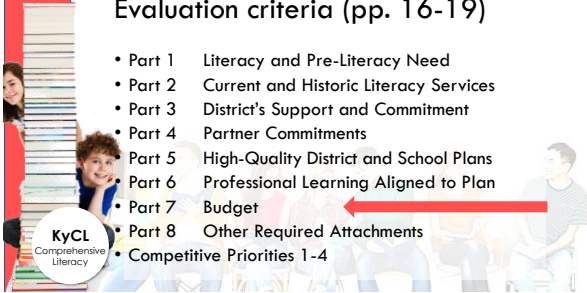 Evaluation criteria (pp. 16-19)
• Part 1 Literacy and Pre-Literacy Need
• Part 2 Current and Historic Literacy Services
• Part 3 District's Support and Commitment
• Part 4 Partner Commitments
• Part 5 High-Quality District and School Plans
• Part 6 Professional Learning Aligned to Plan
• Part 7 Budget
• Part 8 Other Required Attachments
• Competitive Priorities 1-4
KyCL
Comprehensive
Literacy